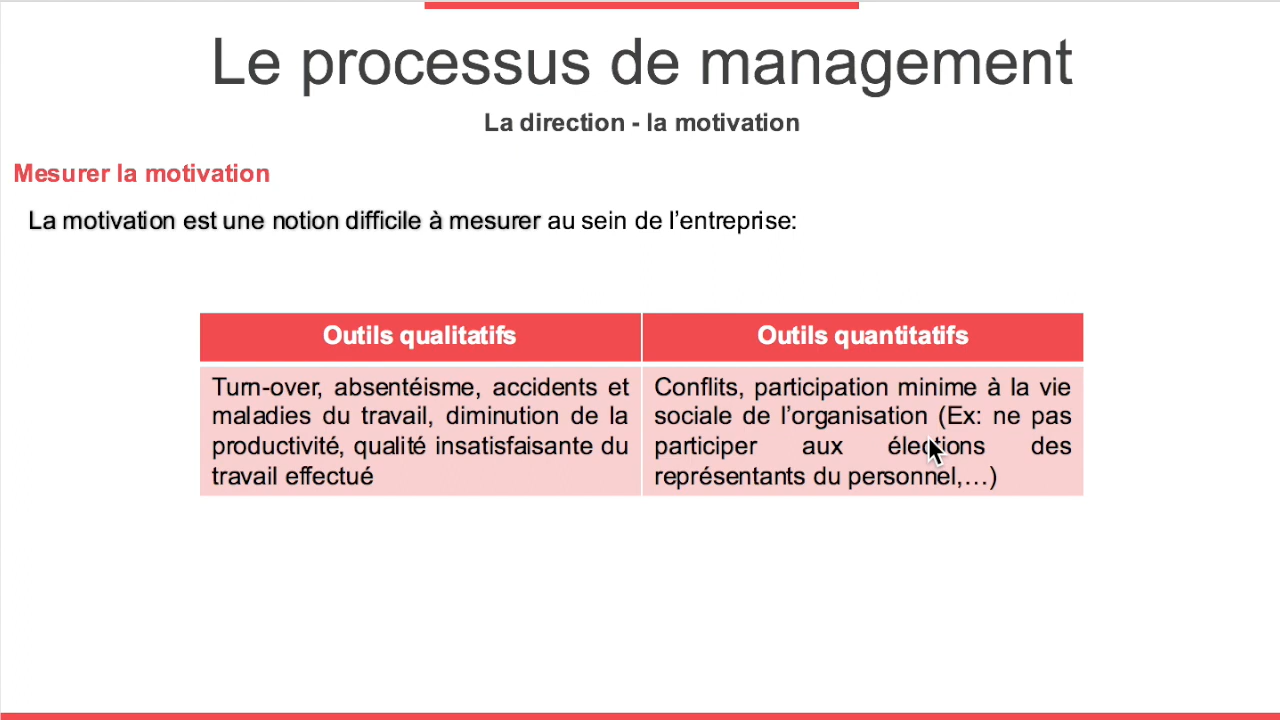 Le processus de management
La direction - la motivation
Mesurer la motivation
La motivation est une notion difficile à mesurer au sein de l’entreprise:
Outils qualitatifs
Outils quantitatifs
Turn-over, absentéisme, accidents et
maladies du travail, diminution de la
productivité, qualité insatisfaisante du
travail effectué
Conflits, participation minime à la vie
sociale de l’organisation (Ex: ne pas
participer aux élections des
représentants du personnel,…)